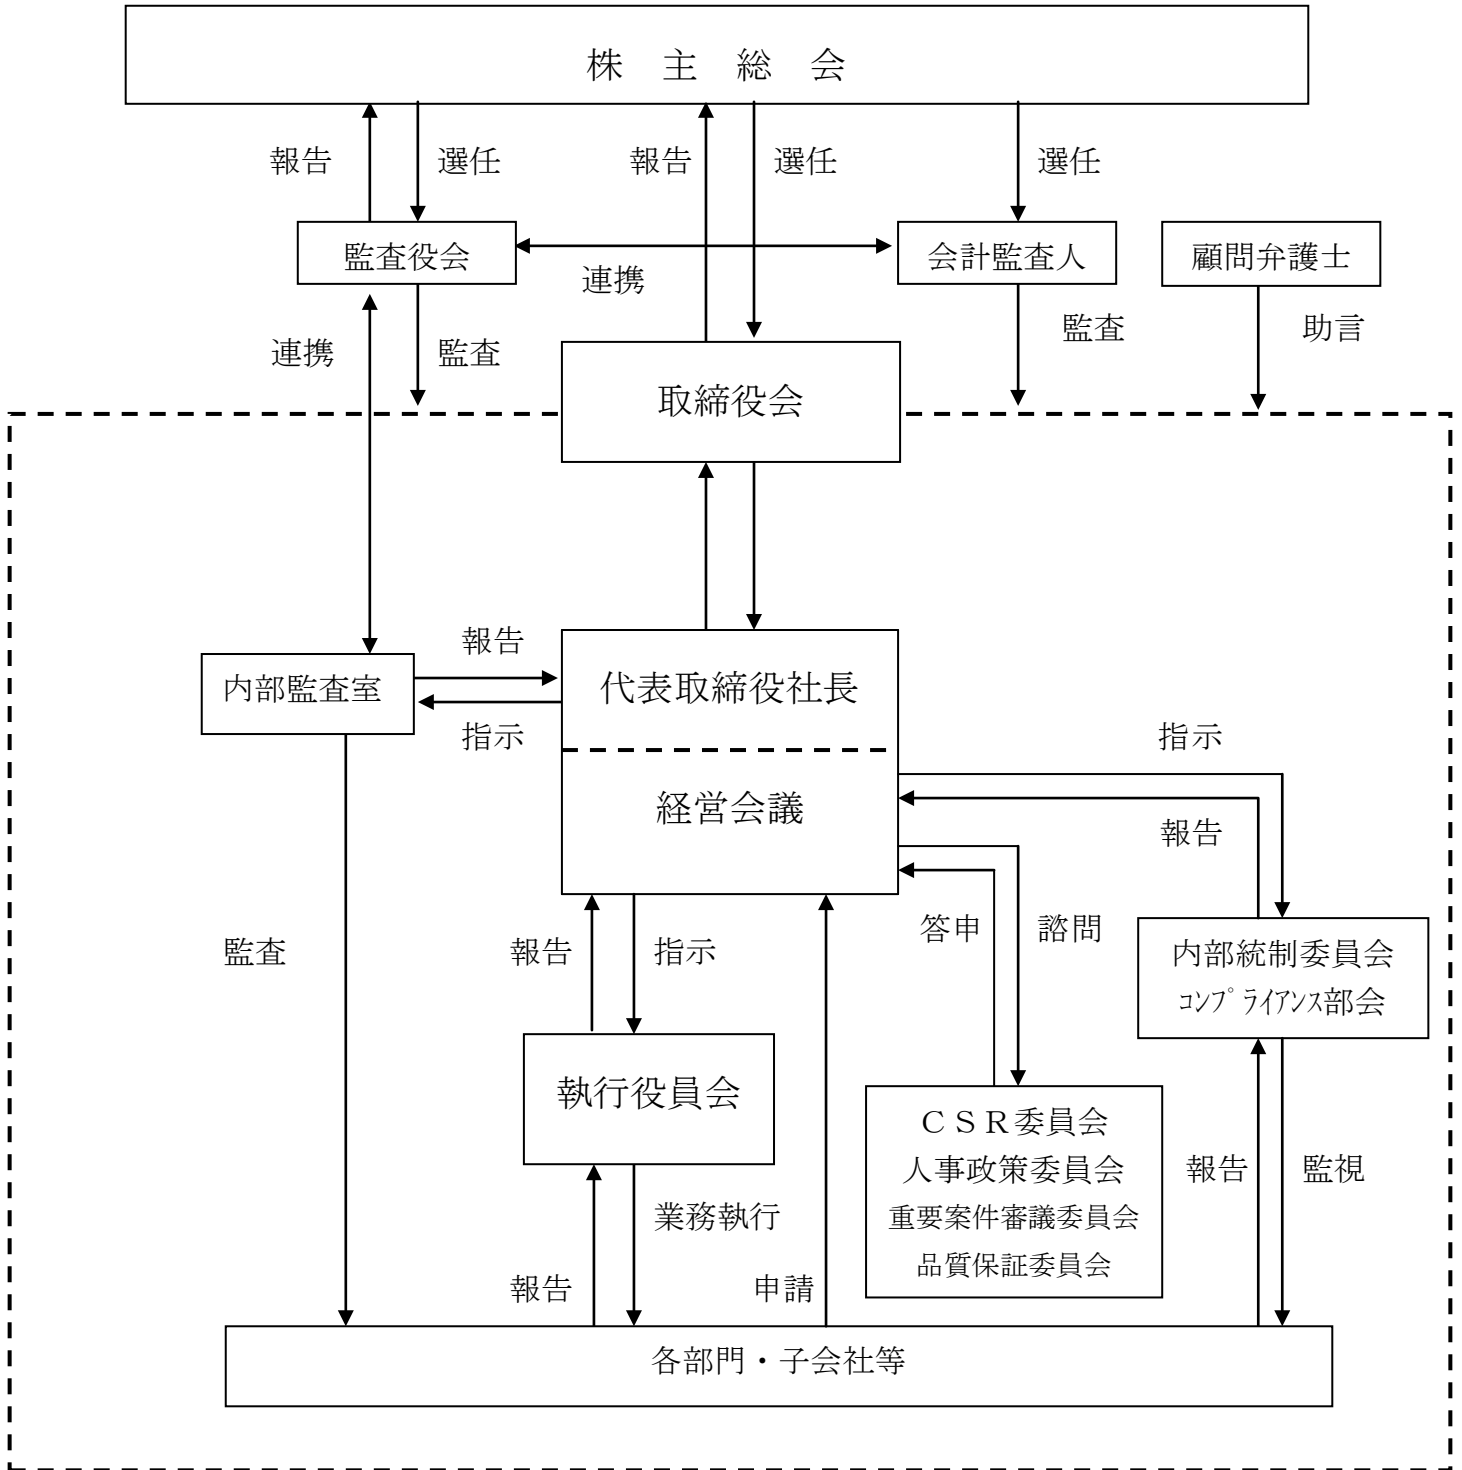 株　主　総　会
報告
選任
報告
選任
選任
監査役会
連携
会計監査人
顧問弁護士
連携
監査
監査
助言
取締役会
報告
内部監査室
指示
代表取締役社長
経営会議
指示
報告
監査
報告
指示
答申
諮問
内部統制委員会
ｺﾝﾌﾟﾗｲｱﾝｽ部会
執行役員会
ＣＳＲ委員会
人事政策委員会
重要案件審議委員会
品質保証委員会
報告
監視
業務執行
報告
申請
各部門・子会社等